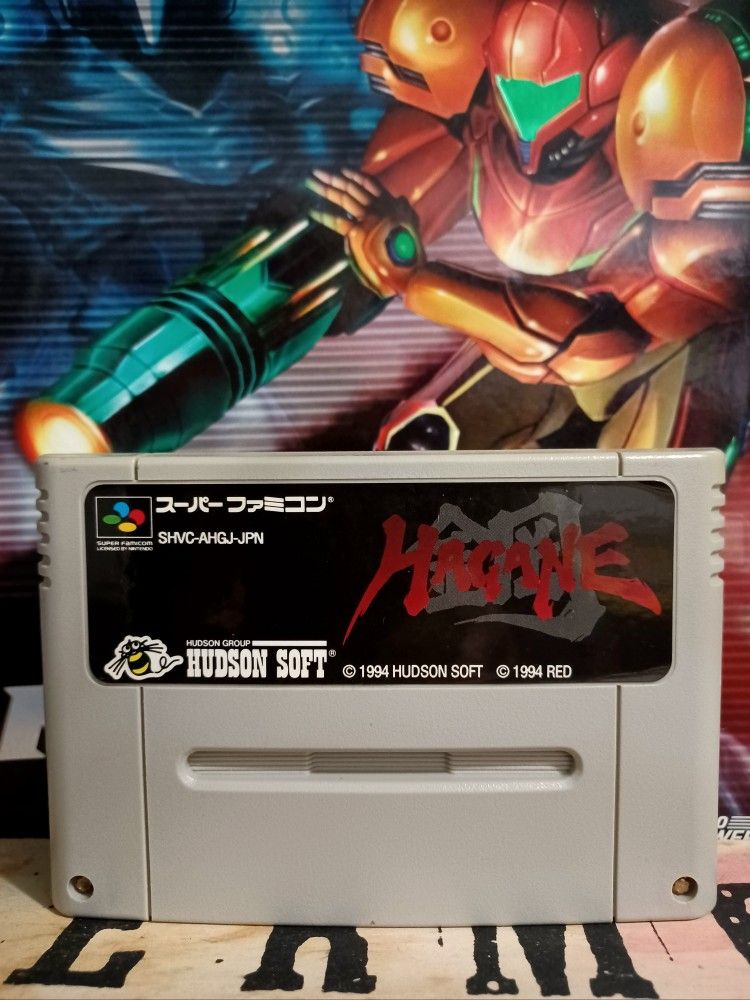 スーパーファミコン®
SUPER FAMICOM
LICENSED BY NINTENDO
SHVC-AHGJ-JPN
HAGANE
HUDSON GROUP
HUDSON SOFT®
© 1994 HUDSON SOFT © 1994 RED